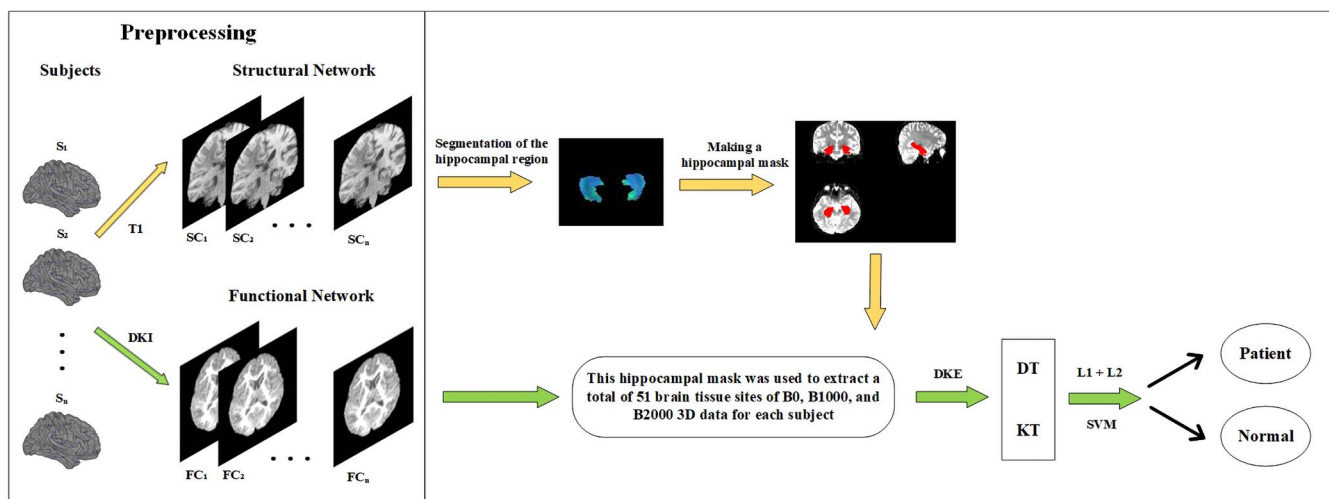 Preprocessing
Subjects
Structural Network
S1
S2
Sn
T1
SC1
SC2
SCn
Functional Network
DKI
FC1
FC2
FCn
Segmentation of the
hippocampal region
Making a
hippocampal mask
This hippocampal mask was used to extract a
total of 51 brain tissue sites of B0, B1000, and
B2000 3D data for each subject
DKE
DT
KT
L1 + L2
SVM
Patient
Normal